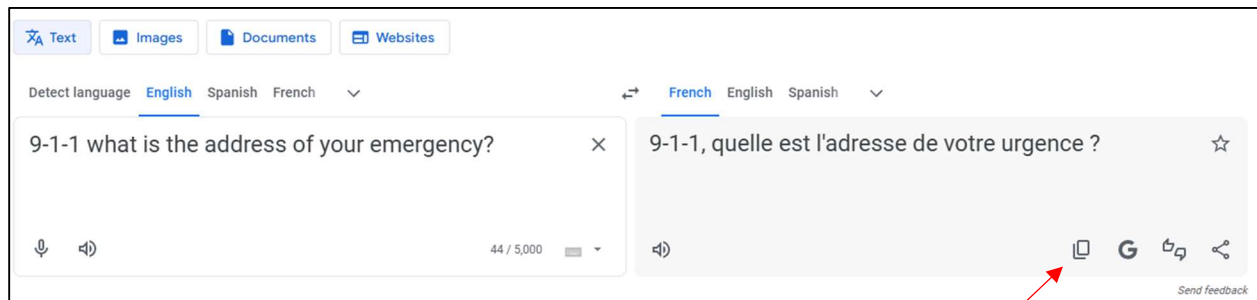 Text Images Documents Websites
Detect language English Spanish French French English Spanish
9-1-1 what is the address of your emergency? 9-1-1, quelle est l'adresse de votre urgence ?
44 / 5,000
Send feedback